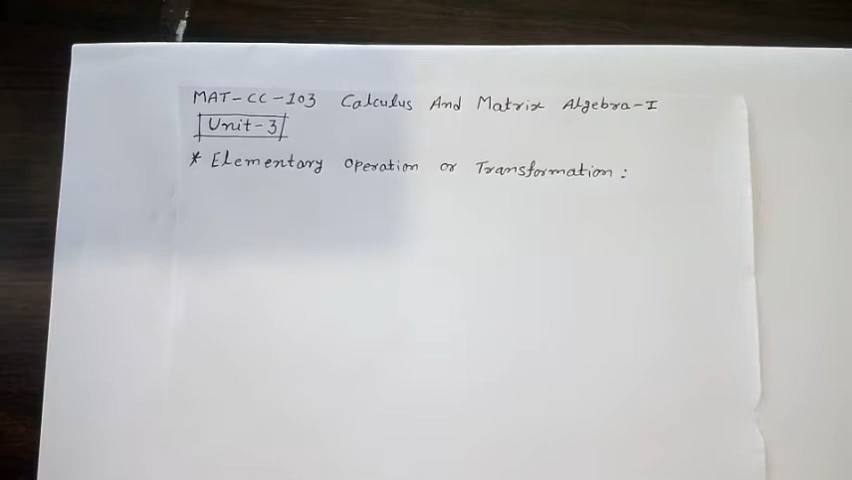 MAT-CC-103 Calculus And Matrix Algebra-I
Unit-3
* Elementary Operation or Transformation: